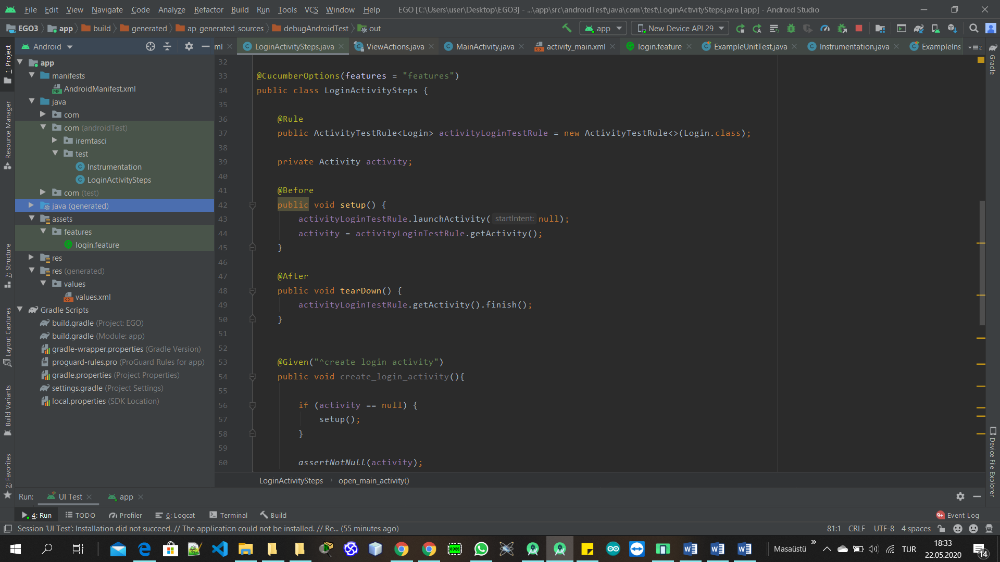 File Edit View Navigate Code Analyze Refactor Build Run Tools VCS Window Help EGO [C:\Users\user\Desktop\EGO3] - ...\app\src\androidTest\java\com\test\LoginActivitySteps.java [app] - Android Studio
EGO3 app build generated ap_generated_sources debugAndroidTest out app New Device API 29
Android ml LoginActivitySteps.java ViewActions.java MainActivity.java activity_main.xml login.feature ExampleUnitTest.java Instrumentation.java ExampleIns 2
1: Project
Resource Manager
7: Structure
Layout Captures
Build Variants
2: Favorites
app
manifests
AndroidManifest.xml
java
com
com (androidTest)
iremtasci
test
Instrumentation
LoginActivitySteps
com (test)
java (generated)
assets
features
login.feature
res
res (generated)
values
values.xml
Gradle Scripts
build.gradle (Project: EGO)
build.gradle (Module: app)
gradle-wrapper.properties (Gradle Version)
proguard-rules.pro (ProGuard Rules for app)
gradle.properties (Project Properties)
settings.gradle (Project Settings)
local.properties (SDK Location)
32
33 @CucumberOptions(features = "features")
34 public class LoginActivitySteps {
35
36 @Rule
37 public ActivityTestRule<Login> activityLoginTestRule = new ActivityTestRule<>(Login.class);
38
39 private Activity activity;
40
41 @Before
42 public void setup() {
43 activityLoginTestRule.launchActivity( startIntent: null);
44 activity = activityLoginTestRule.getActivity();
45 }
46
47 @After
48 public void tearDown() {
49 activityLoginTestRule.getActivity().finish();
50 }
51
52
53 @Given("^create login activity")
54 public void create_login_activity(){
55
56 if (activity == null) {
57 setup();
58 }
59
60 assertNotNull(activity);
LoginActivitySteps open_main_activity()
Gradle
Device File Explorer
Run: UI Test app
4: Run TODO Profiler 6: Logcat Terminal Build 9+ Event Log
Session 'UI Test': Installation did not succeed. // The application could not be installed. // Re... (55 minutes ago) 81:1 CRLF UTF-8 4 spaces
Masaüstü » TUR 18:33
22.05.2020
14